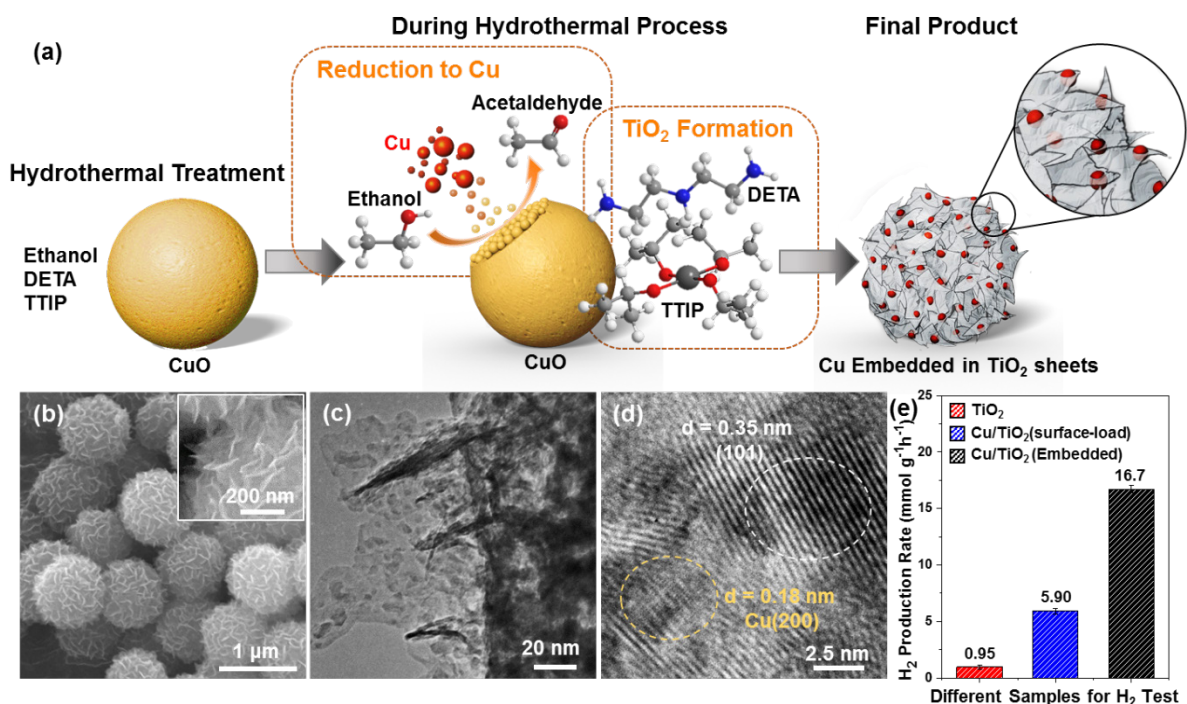 During Hydrothermal Process
Final Product
(a)
Reduction to Cu
Acetaldehyde
Cu
TiO₂ Formation
Hydrothermal Treatment
Ethanol
DETA
Ethanol
DETA
TTIP
TTIP
CuO
CuO
Cu Embedded in TiO₂ sheets
(b)
200 nm
1 µm
(c)
20 nm
(d)
d = 0.35 nm
(101)
d = 0.18 nm
Cu(200)
2.5 nm
(e)
H₂ Production Rate (mmol g⁻¹h⁻¹)
25
20
15
10
5
0
TiO₂
Cu/TiO₂(surface-load)
Cu/TiO₂ (Embedded)
0.95
5.90
16.7
Different Samples for H₂ Test